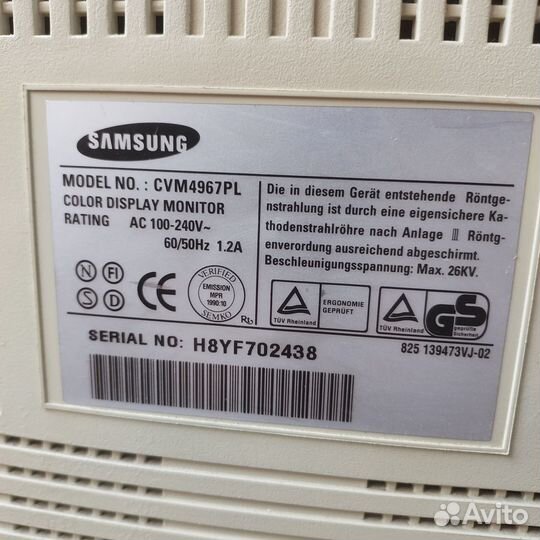 SAMSUNG
MODEL NO. : CVM4967PL
COLOR DISPLAY MONITOR
RATING AC 100-240V~
60/50Hz 1.2A
Die in diesem Gerät entstehende Röntge-
nstrahlung ist durch eine eigensichere Ka-
thodenstrahlröhre nach Anlage III Röntg-
enverordung ausreichend abgeschirmt.
Beschleunigungsspannung: Max. 26KV.
N FI
S D
CE
VERIFIED
EMISSION
MPR
1990:10
SEMKO
TÜV Rheinland
ERGONOMIE
GEPRÜFT
TÜV Rheinland
GS
geprüfte
Sicherheit
SERIAL NO: H8YF702438
825 139473VJ-02
Avito